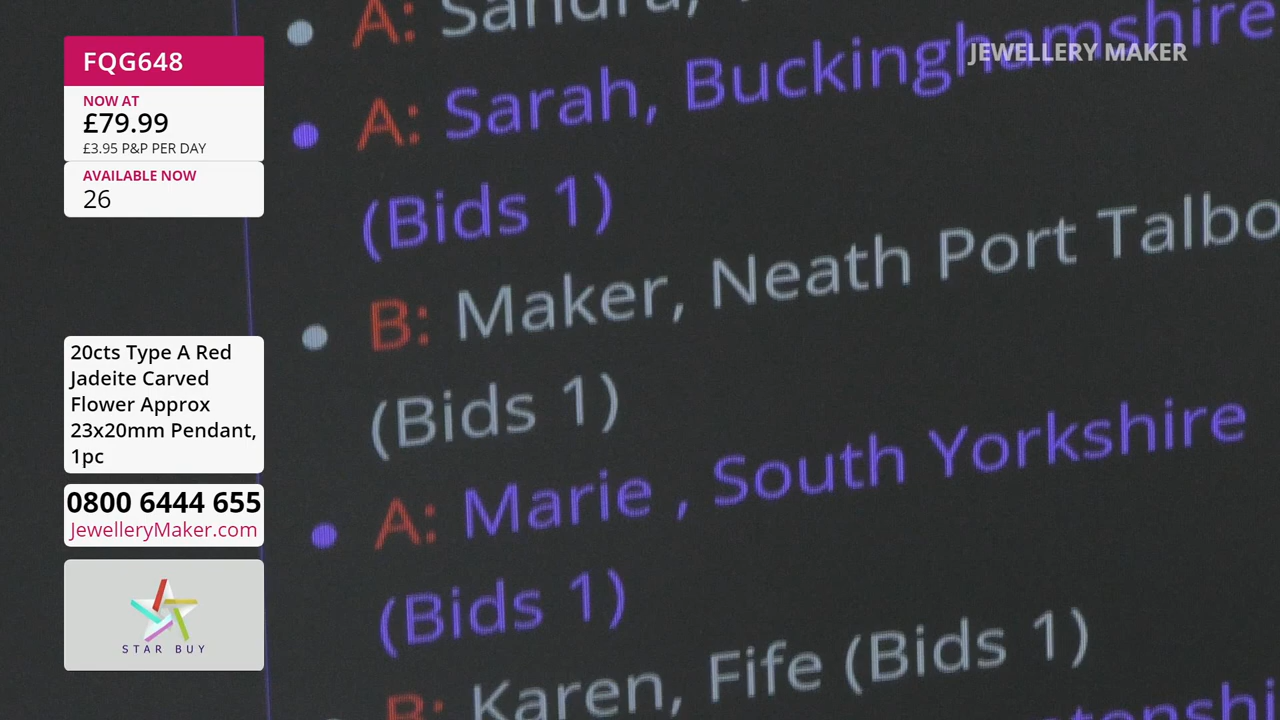 FQG648
NOW AT
£79.99
£3.95 P&P PER DAY
AVAILABLE NOW
26
20cts Type A Red
Jadeite Carved
Flower Approx
23x20mm Pendant,
1pc
0800 6444 655
JewelleryMaker.com
STAR BUY
JEWELLERY MAKER
A: Sandra,
A: Sarah, Buckinghamshire
(Bids 1)
B: Maker, Neath Port Talbo
(Bids 1)
A: Marie , South Yorkshire
(Bids 1)
B: Karen, Fife (Bids 1)